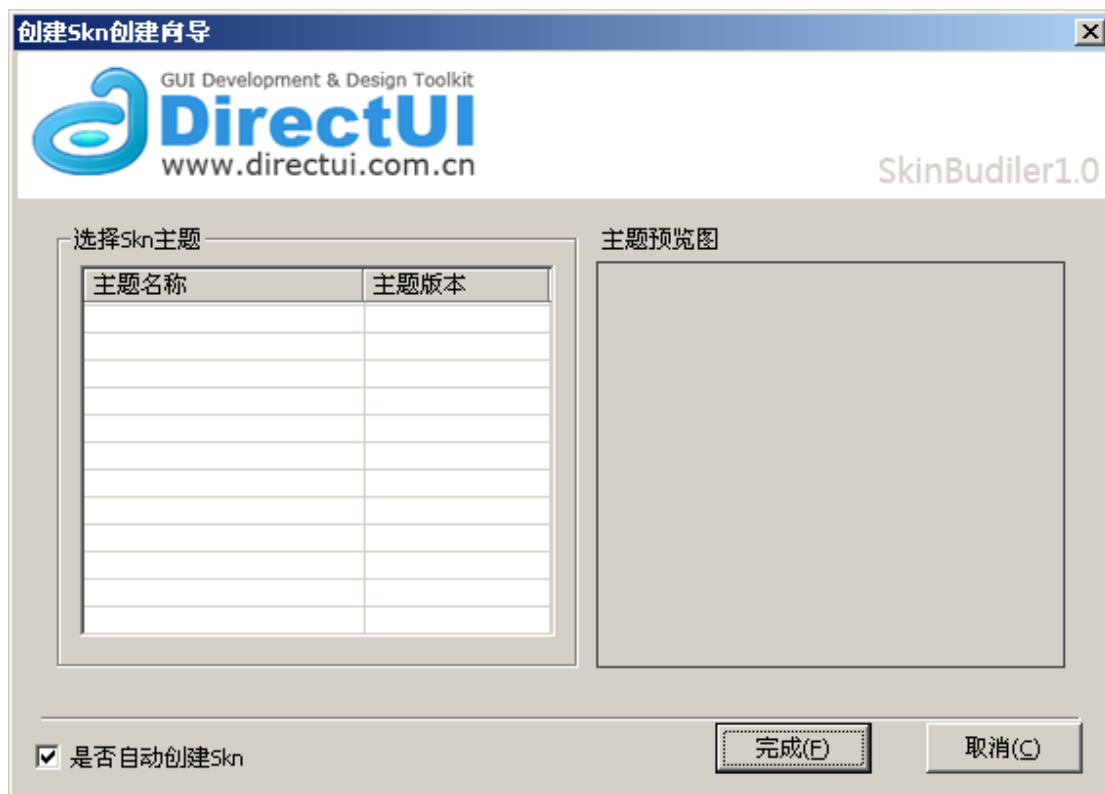 创建Skn创建向导
GUI Development & Design Toolkit
DirectUI
www.directui.com.cn
SkinBudiler1.0
选择Skn主题
主题预览图
主题名称 主题版本
是否自动创建Skn
完成(F)
取消(C)